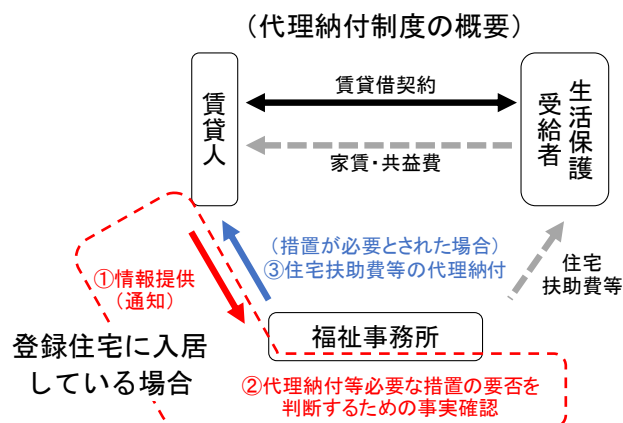 （代理納付制度の概要）
賃貸人
賃貸借契約
生活保護
受給者
家賃・共益費
①情報提供
（通知）
（措置が必要とされた場合）
③住宅扶助費等の代理納付
住宅
扶助費等
福祉事務所
登録住宅に入居
している場合
②代理納付等必要な措置の要否を
判断するための事実確認